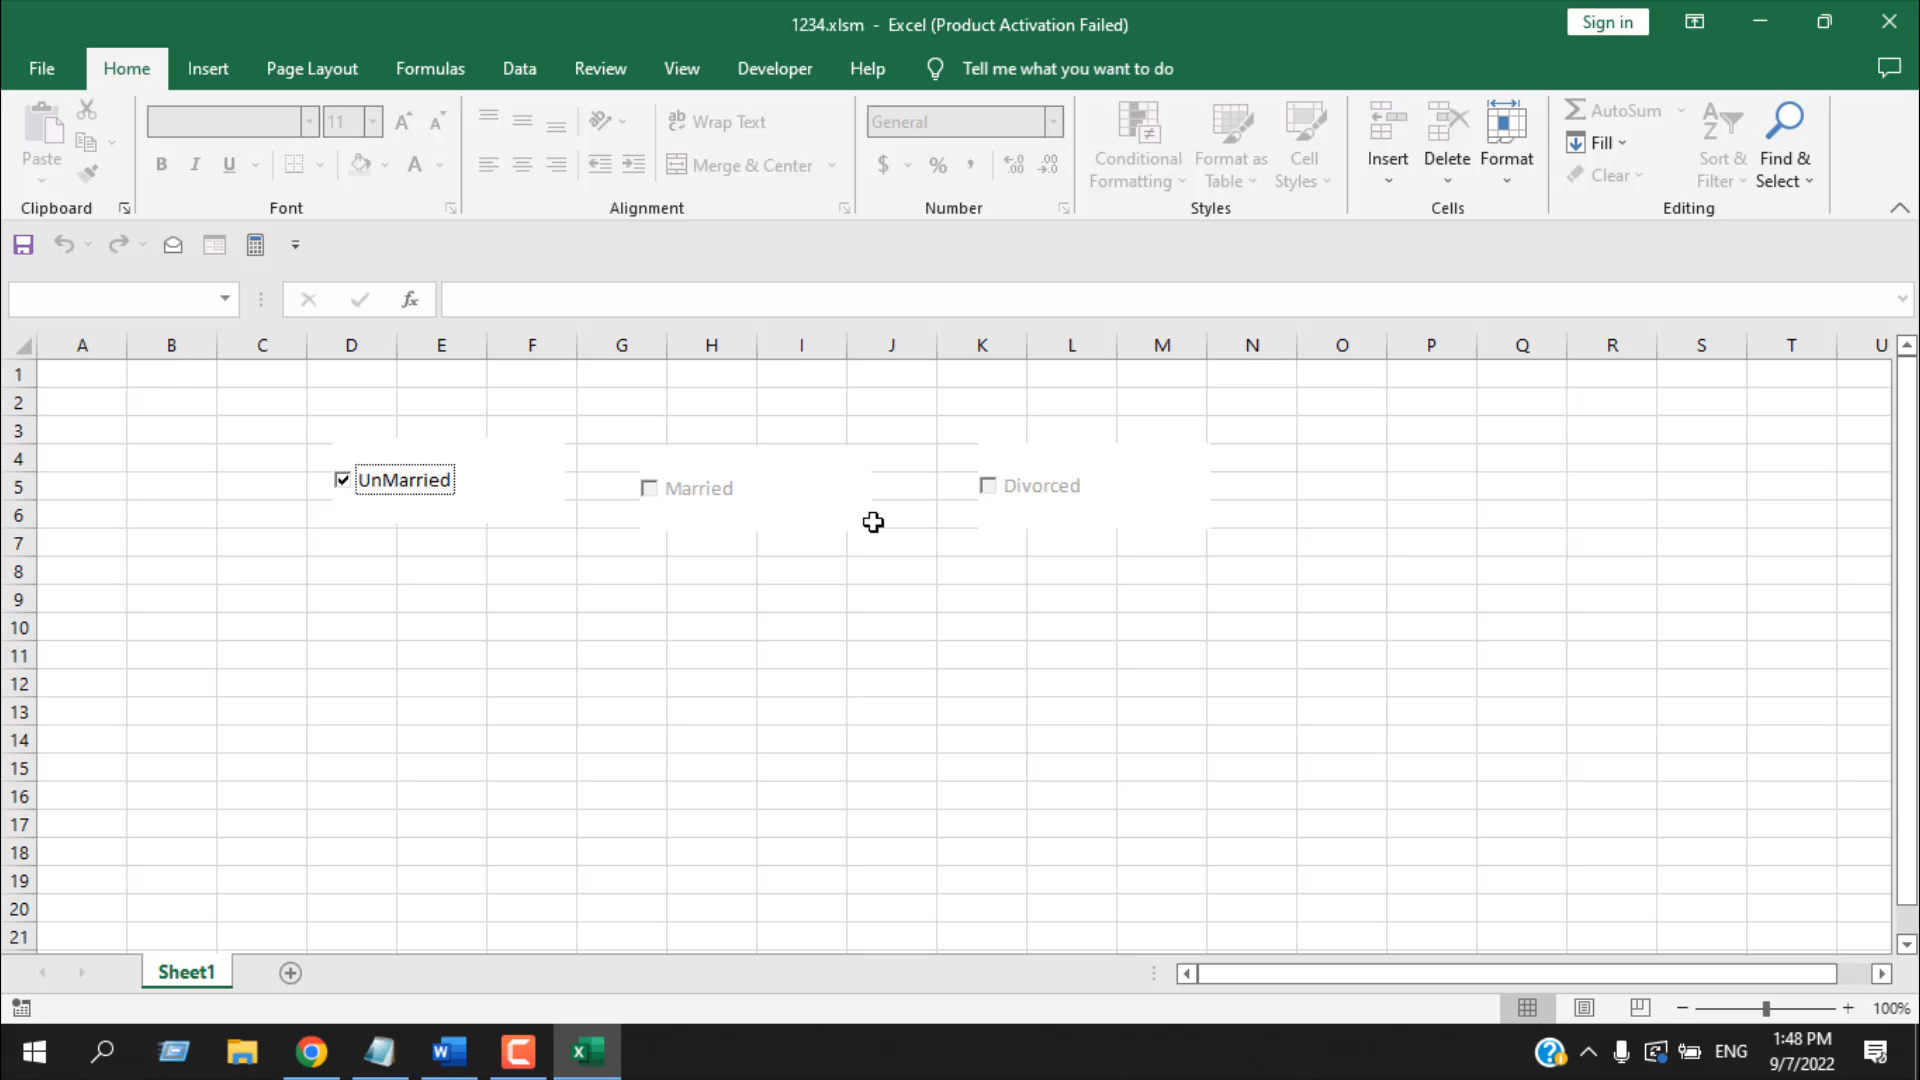 1234.xlsm - Excel (Product Activation Failed)
Sign in
File Home Insert Page Layout Formulas Data Review View Developer Help Tell me what you want to do
Paste
Clipboard
11
B I U A
Font
ab Wrap Text
Merge & Center
Alignment
General
$ % ,
Number
Conditional Formatting
Format as Table
Cell Styles
Styles
Insert
Delete
Format
Cells
AutoSum
Fill
Clear
Sort & Filter
Find & Select
Editing
fx
A B C D E F G H I J K L M N O P Q R S T U
1
2
3
4
5
6
7
8
9
10
11
12
13
14
15
16
17
18
19
20
21
UnMarried
Married
Divorced
Sheet1
100%
ENG
1:48 PM
9/7/2022